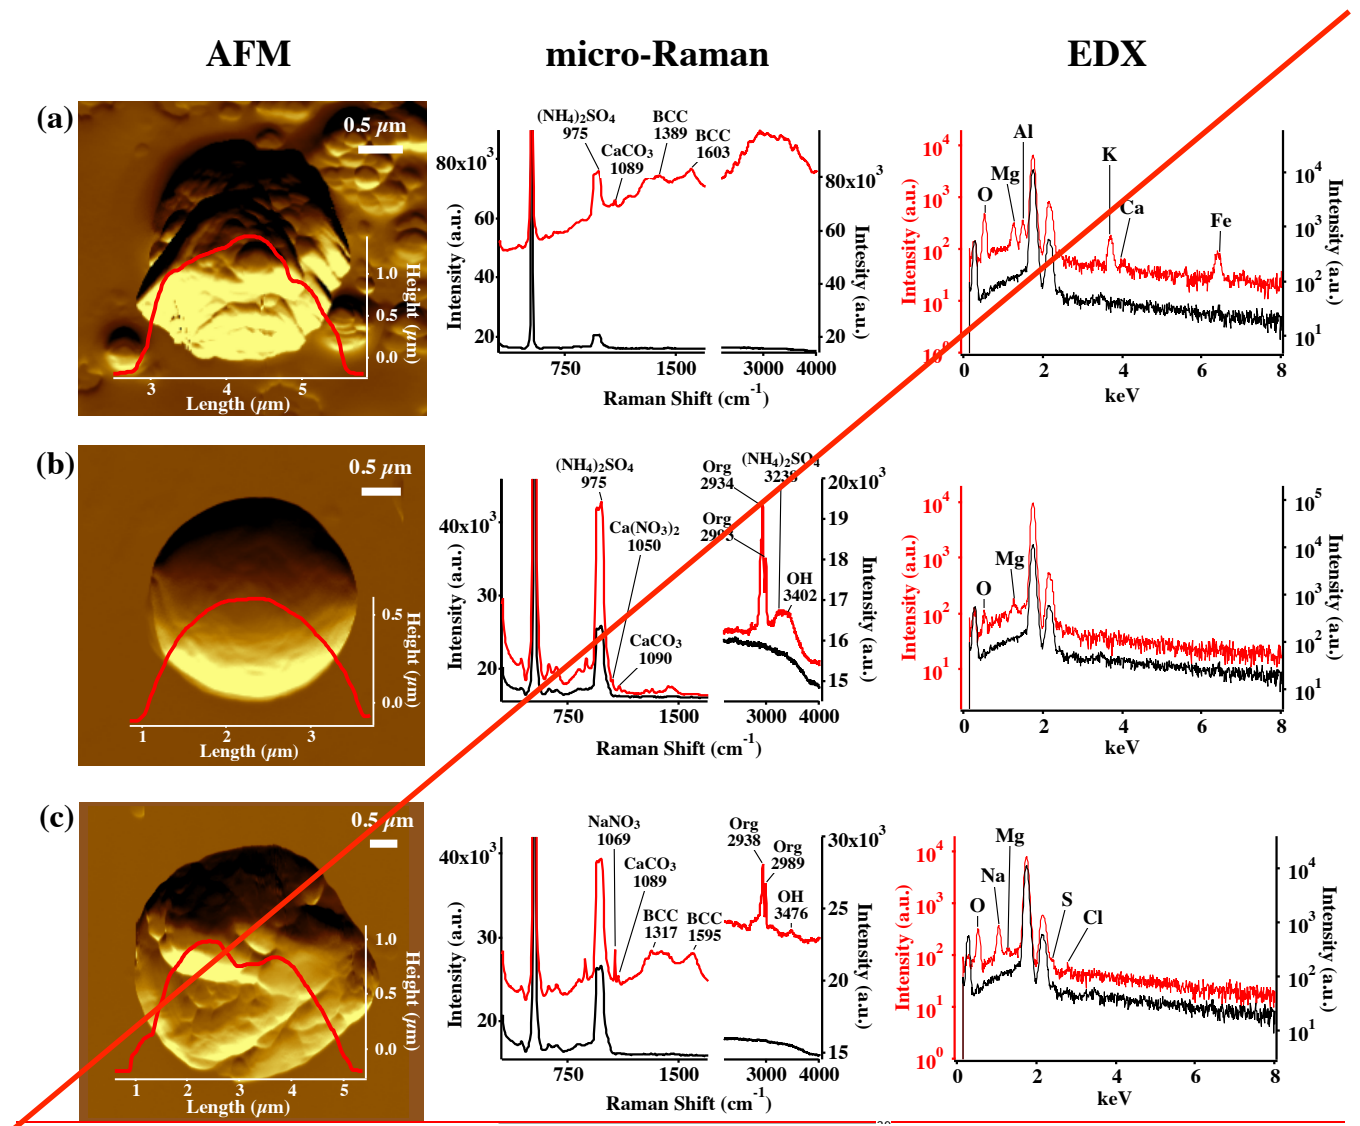 AFM micro-Raman EDX
(a)
0.5 μm
1.0
0.5
0.0
Height (μm)
3 4 5
Length (μm)
(NH4)2SO4
975
CaCO3
1089
BCC
1389
BCC
1603
80x10^3
60
40
20
Intensity (a.u.)
80x10^3
60
40
20
Intesity (a.u.)
750 1500 3000 4000
Raman Shift (cm^-1)
10^4
10^3
10^2
10^1
10^0
Intensity (a.u.)
O
Mg
Al
K
Ca
Fe
10^4
10^3
10^2
10^1
Intensity (a.u.)
0 2 4 6 8
keV
(b)
0.5 μm
0.5
0.0
Height (μm)
1 2 3
Length (μm)
(NH4)2SO4
975
Ca(NO3)2
1050
CaCO3
1090
Org
2934
Org
2983
(NH4)2SO4
3238
OH
3402
40x10^3
30
20
Intensity (a.u.)
20x10^3
19
18
17
16
15
Intensity (a.u.)
750 1500 3000 4000
Raman Shift (cm^-1)
10^4
10^3
10^2
10^1
Intensity (a.u.)
O
Mg
10^5
10^4
10^3
10^2
10^1
Intensity (a.u.)
0 2 4 6 8
keV
(c)
0.5 μm
1.0
0.5
0.0
Height (μm)
1 2 3 4 5
Length (μm)
NaNO3
1069
CaCO3
1089
BCC
1317
BCC
1595
Org
2938
Org
2989
OH
3476
40x10^3
30
20
Intensity (a.u.)
30x10^3
25
20
15
Intensity (a.u.)
750 1500 3000 4000
Raman Shift (cm^-1)
10^4
10^3
10^2
10^1
10^0
Intensity (a.u.)
O
Na
Mg
S
Cl
10^4
10^3
10^2
10^1
Intensity (a.u.)
0 2 4 6 8
keV